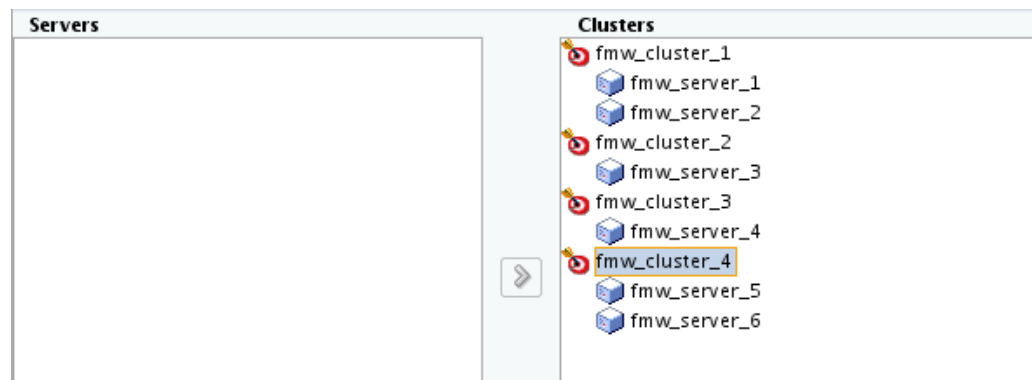 Servers
Clusters
fmw_cluster_1
fmw_server_1
fmw_server_2
fmw_cluster_2
fmw_server_3
fmw_cluster_3
fmw_server_4
fmw_cluster_4
fmw_server_5
fmw_server_6